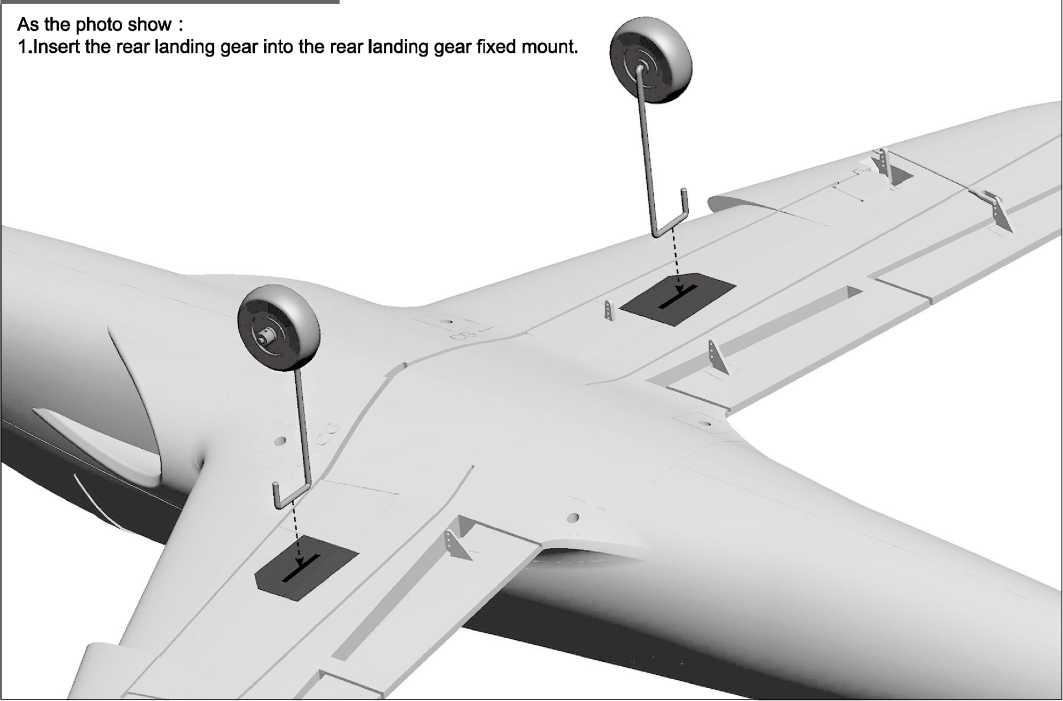 As the photo show :
1.Insert the rear landing gear into the rear landing gear fixed mount.